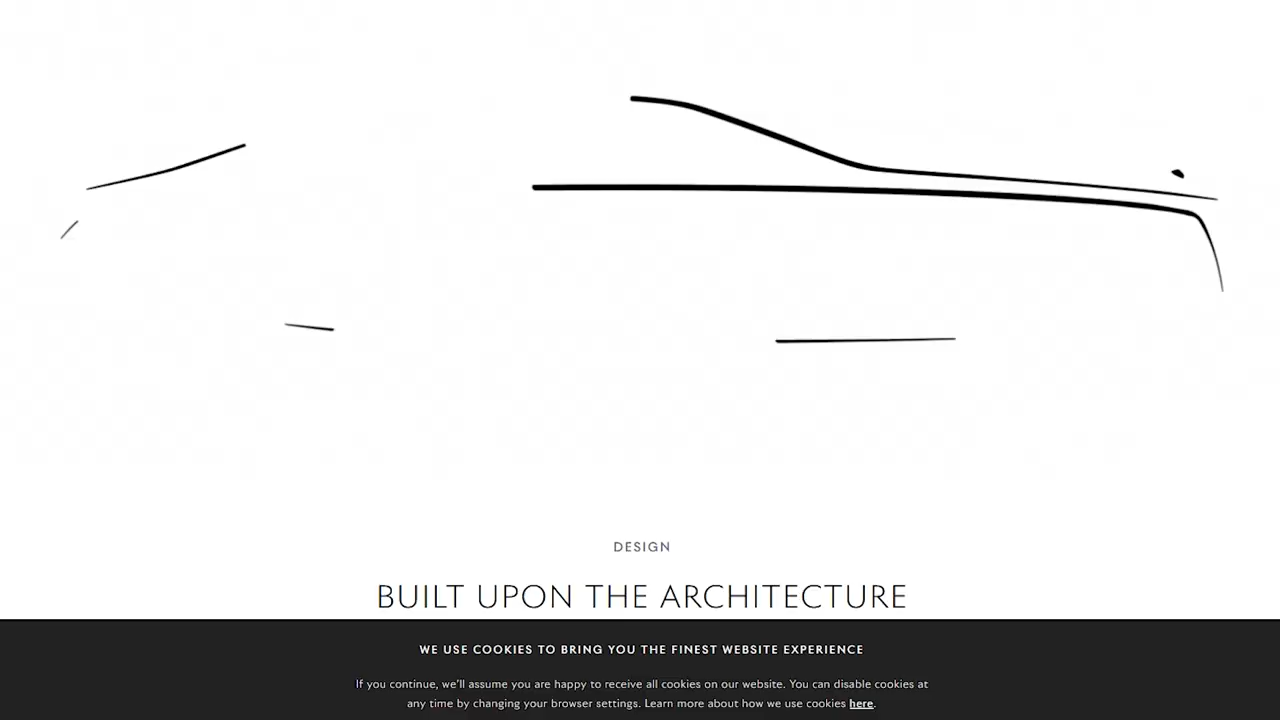 DESIGN
BUILT UPON THE ARCHITECTURE
WE USE COOKIES TO BRING YOU THE FINEST WEBSITE EXPERIENCE
If you continue, we'll assume you are happy to receive all cookies on our website. You can disable cookies at
any time by changing your browser settings. Learn more about how we use cookies here.